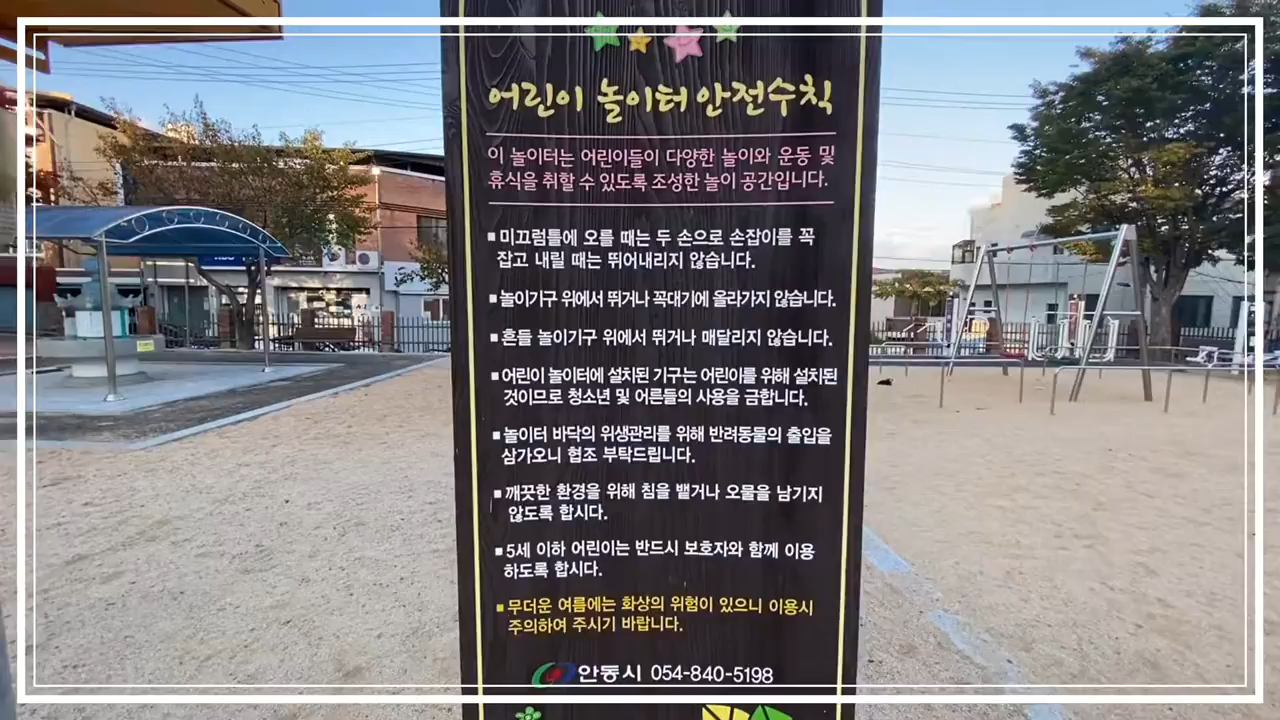 어린이 놀이터 안전수칙
이 놀이터는 어린이들이 다양한 놀이와 운동 및
휴식을 취할 수 있도록 조성한 놀이 공간입니다.
▪미끄럼틀에 오를 때는 두 손으로 손잡이를 꼭
잡고 내릴 때는 뛰어내리지 않습니다.
▪놀이기구 위에서 뛰거나 꼭대기에 올라가지 않습니다.
▪흔들 놀이기구 위에서 뛰거나 매달리지 않습니다.
▪어린이 놀이터에 설치된 기구는 어린이를 위해 설치된
것이므로 청소년 및 어른들의 사용을 금합니다.
▪놀이터 바닥의 위생관리를 위해 반려동물의 출입을
삼가오니 협조 부탁드립니다.
▪깨끗한 환경을 위해 침을 뱉거나 오물을 남기지
않도록 합시다.
▪5세 이하 어린이는 반드시 보호자와 함께 이용
하도록 합시다.
▪무더운 여름에는 화상의 위험이 있으니 이용시
주의하여 주시기 바랍니다.
안동시 054-840-5198